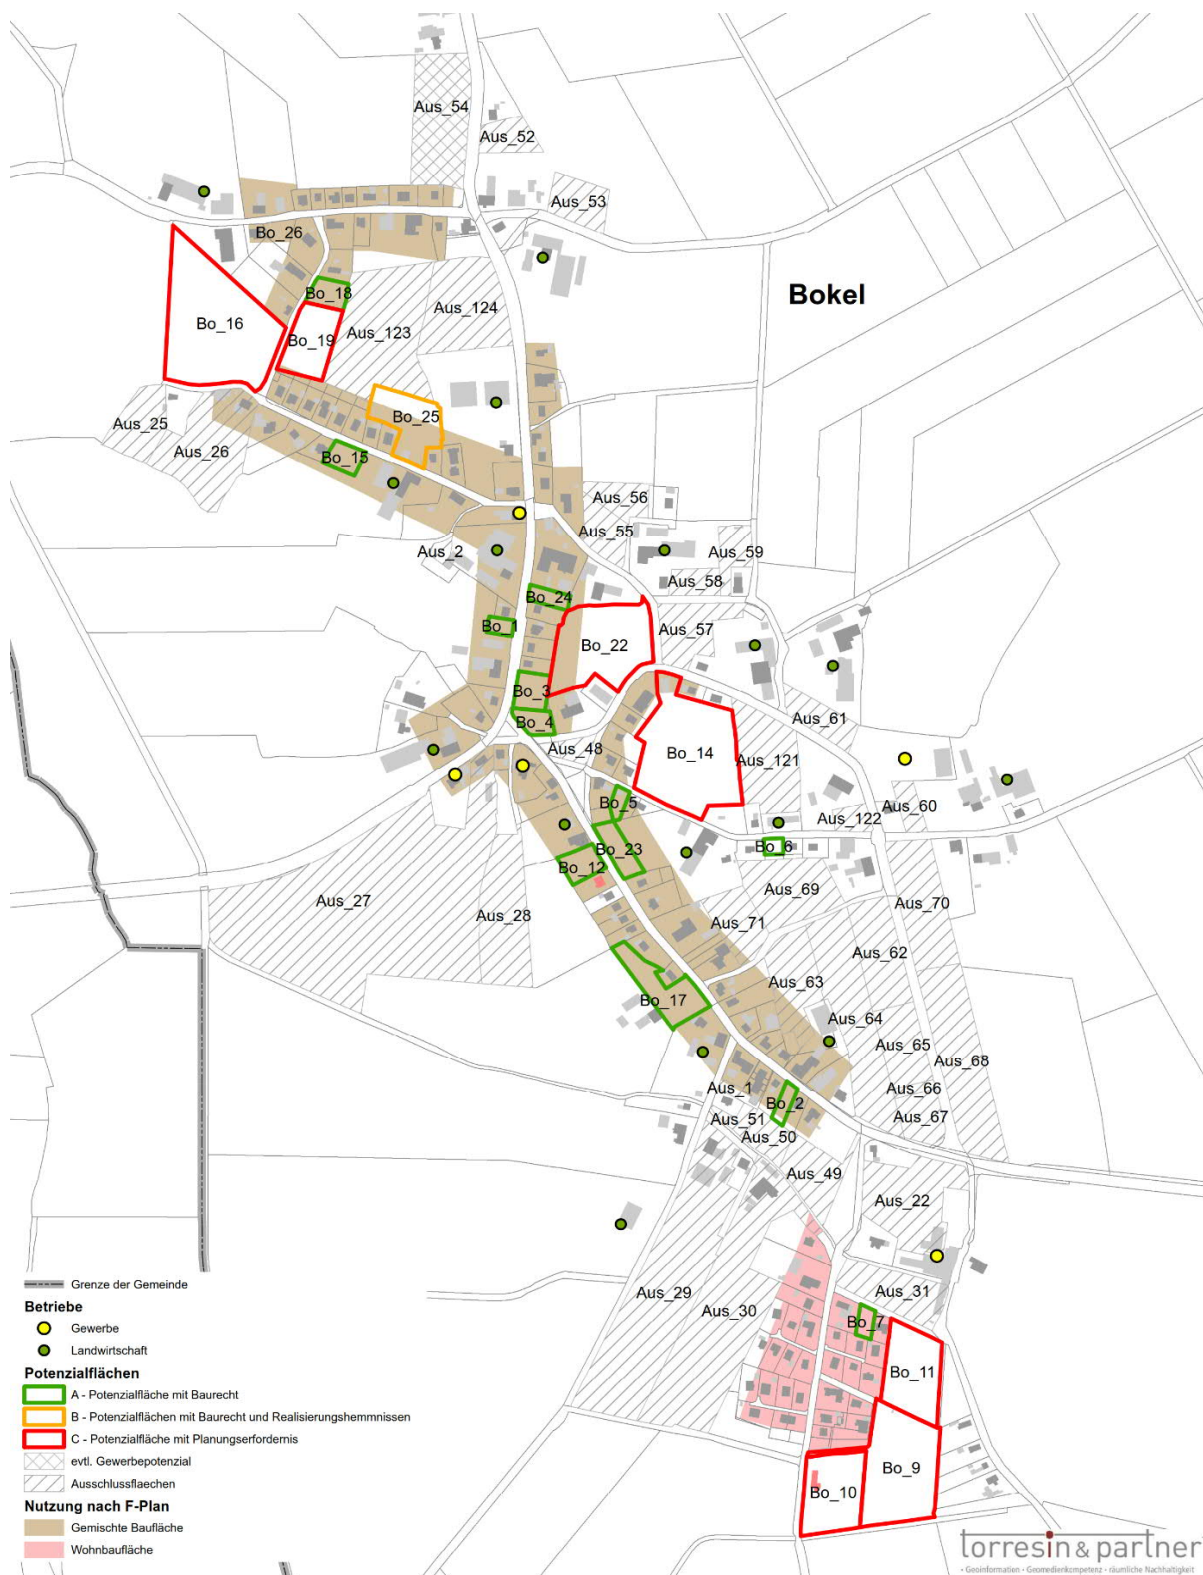 Aus_54
Aus_52
Aus_53
Bo_26
Bokel
Bo_18
Aus_124
Bo_16
Bo_19
Aus_123
Bo_25
Aus_25
Aus_26
Bo_15
Aus_56
Aus_55
Aus_2
Aus_59
Aus_58
Bo_24
Bo_1
Aus_57
Bo_22
Bo_3
Bo_4
Aus_61
Aus_48
Bo_14
Aus_121
Bo_5
Aus_60
Aus_122
Bo_23
Bo_6
Bo_12
Aus_69
Aus_27
Aus_70
Aus_71
Aus_28
Aus_62
Aus_63
Bo_17
Aus_64
Aus_65
Aus_68
Aus_1
Aus_66
Bo_2
Aus_67
Aus_51
Aus_50
Aus_49
Aus_22
Aus_29
Aus_31
Aus_30
Bo_7
Bo_11
Bo_9
Bo_10
Grenze der Gemeinde
Betriebe
Gewerbe
Landwirtschaft
Potenzialflächen
A - Potenzialfläche mit Baurecht
B - Potenzialflächen mit Baurecht und Realisierungshemmnissen
C - Potenzialfläche mit Planungserfordernis
evtl. Gewerbepotenzial
Ausschlussflaechen
Nutzung nach F-Plan
Gemischte Baufläche
Wohnbaufläche
torresin & partner
- Geoinformation - Geomedienkompetenz - räumliche Nachhaltigkeit